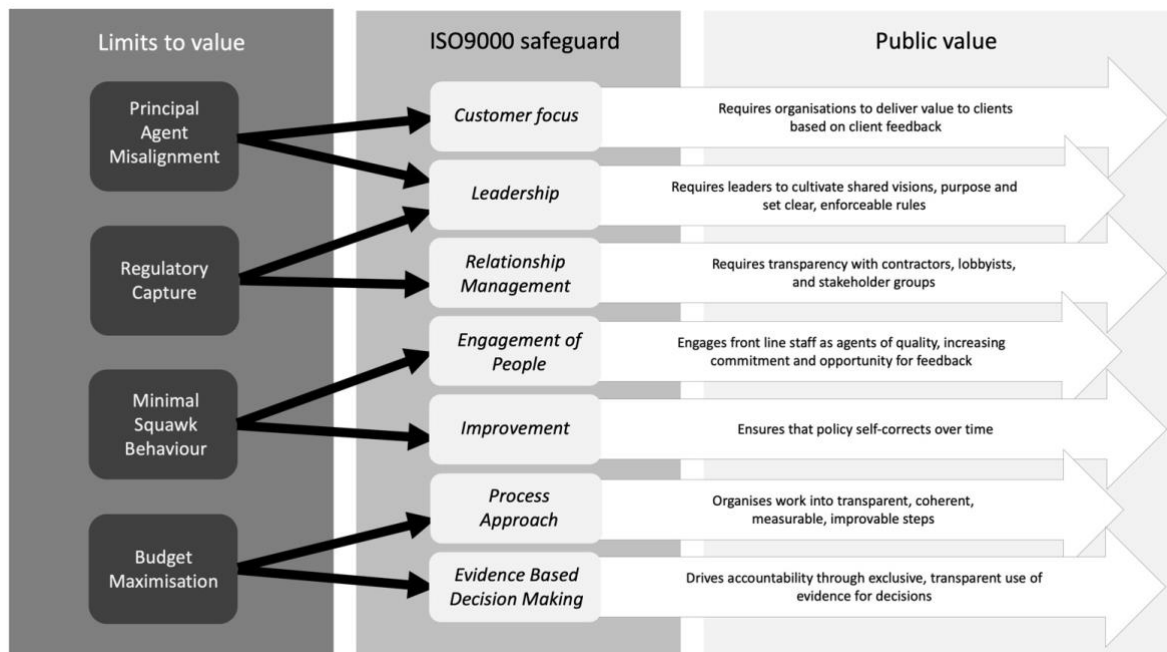 Limits to value
ISO9000 safeguard
Public value
Principal
Agent
Misalignment
Customer focus
Requires organisations to deliver value to clients
based on client feedback
Leadership
Requires leaders to cultivate shared visions, purpose and
set clear, enforceable rules
Regulatory
Capture
Relationship
Management
Requires transparency with contractors, lobbyists,
and stakeholder groups
Engagement of
People
Engages front line staff as agents of quality, increasing
commitment and opportunity for feedback
Minimal
Squawk
Behaviour
Improvement
Ensures that policy self-corrects over time
Process
Approach
Organises work into transparent, coherent,
measurable, improvable steps
Budget
Maximisation
Evidence Based
Decision Making
Drives accountability through exclusive, transparent use of
evidence for decisions